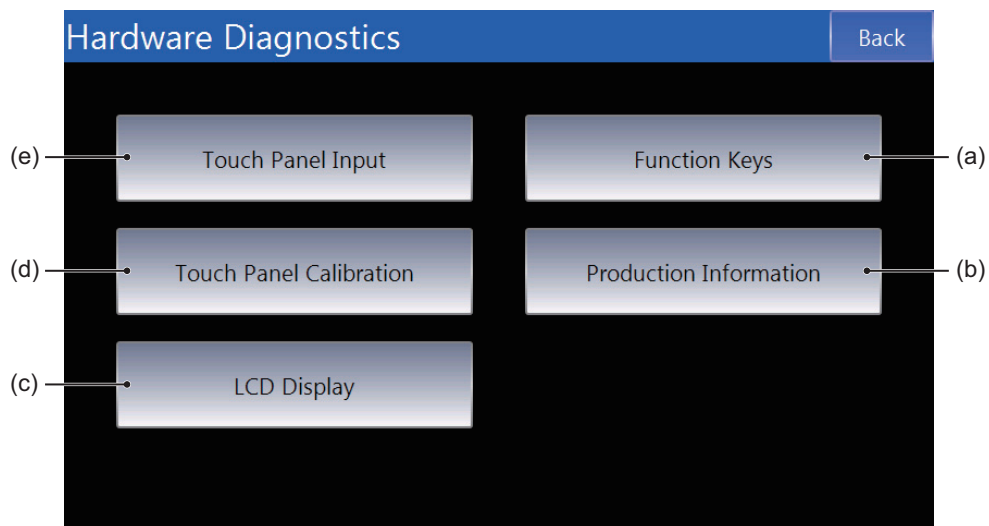 Hardware Diagnostics
Back
(e)
Touch Panel Input
Function Keys
(a)
(d)
Touch Panel Calibration
Production Information
(b)
(c)
LCD Display